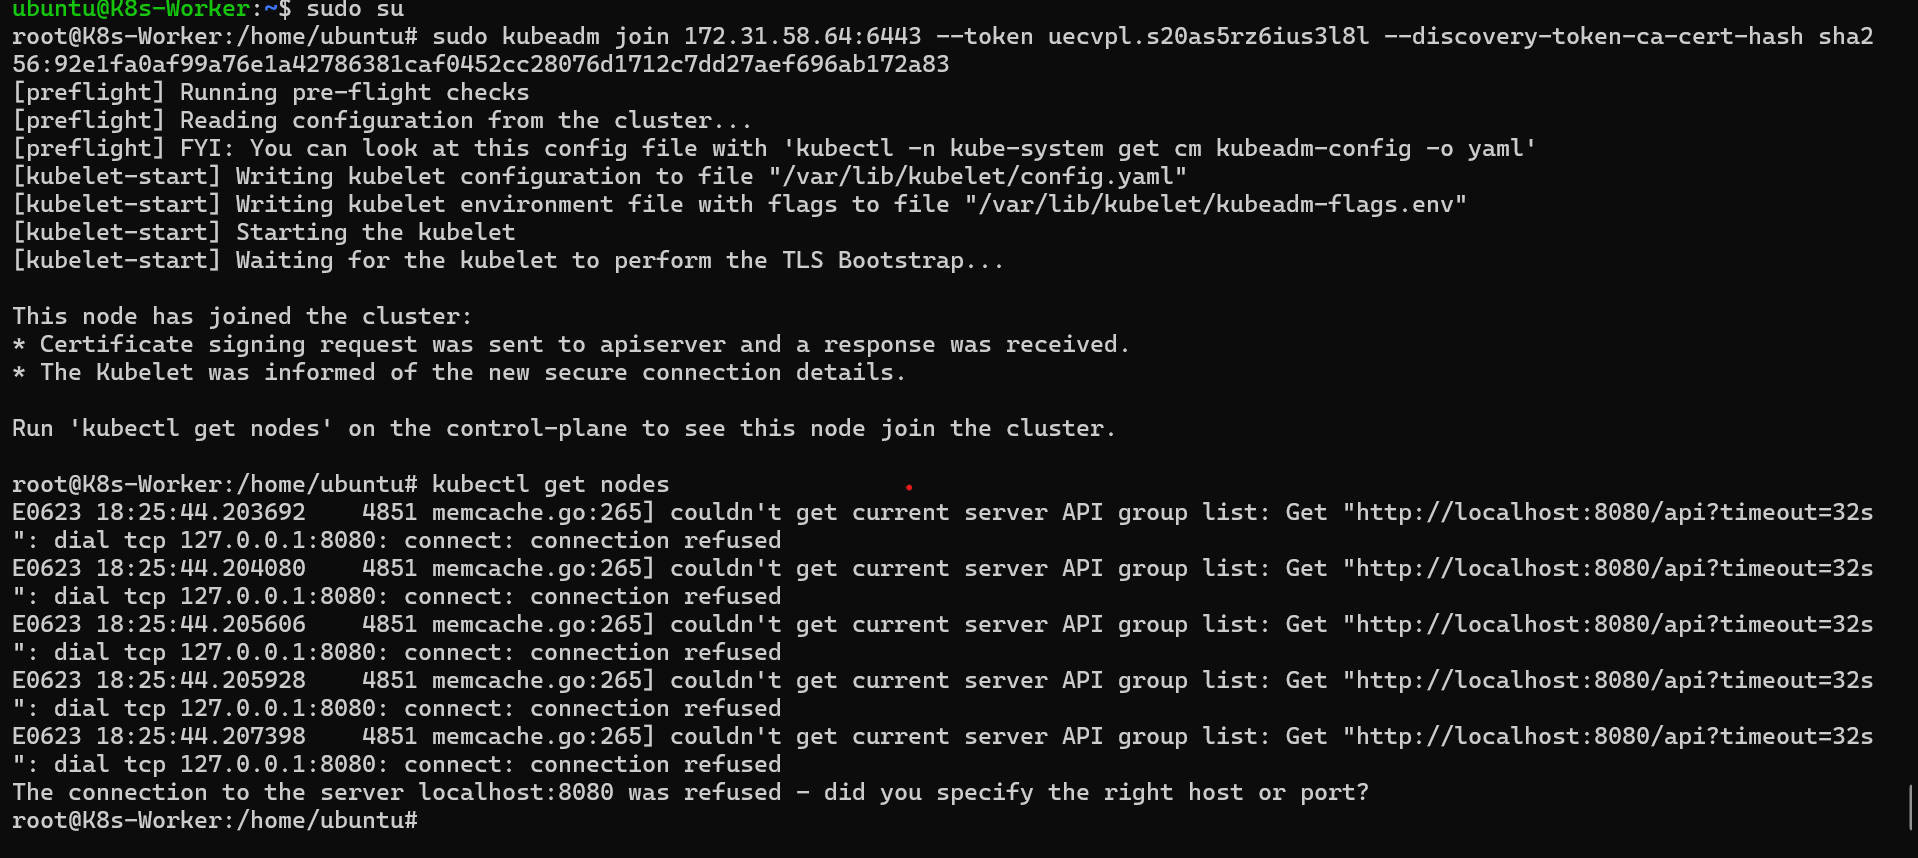 ubuntu@K8s-Worker:~$ sudo su
root@K8s-Worker:/home/ubuntu# sudo kubeadm join 172.31.58.64:6443 --token uecvpl.s20as5rz6ius3l8l --discovery-token-ca-cert-hash sha2
56:92e1fa0af99a76e1a42786381caf0452cc28076d1712c7dd27aef696ab172a83
[preflight] Running pre-flight checks
[preflight] Reading configuration from the cluster...
[preflight] FYI: You can look at this config file with 'kubectl -n kube-system get cm kubeadm-config -o yaml'
[kubelet-start] Writing kubelet configuration to file "/var/lib/kubelet/config.yaml"
[kubelet-start] Writing kubelet environment file with flags to file "/var/lib/kubelet/kubeadm-flags.env"
[kubelet-start] Starting the kubelet
[kubelet-start] Waiting for the kubelet to perform the TLS Bootstrap...

This node has joined the cluster:
* Certificate signing request was sent to apiserver and a response was received.
* The Kubelet was informed of the new secure connection details.

Run 'kubectl get nodes' on the control-plane to see this node join the cluster.

root@K8s-Worker:/home/ubuntu# kubectl get nodes
E0623 18:25:44.203692    4851 memcache.go:265] couldn't get current server API group list: Get "http://localhost:8080/api?timeout=32s
": dial tcp 127.0.0.1:8080: connect: connection refused
E0623 18:25:44.204080    4851 memcache.go:265] couldn't get current server API group list: Get "http://localhost:8080/api?timeout=32s
": dial tcp 127.0.0.1:8080: connect: connection refused
E0623 18:25:44.205606    4851 memcache.go:265] couldn't get current server API group list: Get "http://localhost:8080/api?timeout=32s
": dial tcp 127.0.0.1:8080: connect: connection refused
E0623 18:25:44.205928    4851 memcache.go:265] couldn't get current server API group list: Get "http://localhost:8080/api?timeout=32s
": dial tcp 127.0.0.1:8080: connect: connection refused
E0623 18:25:44.207398    4851 memcache.go:265] couldn't get current server API group list: Get "http://localhost:8080/api?timeout=32s
": dial tcp 127.0.0.1:8080: connect: connection refused
The connection to the server localhost:8080 was refused - did you specify the right host or port?
root@K8s-Worker:/home/ubuntu#